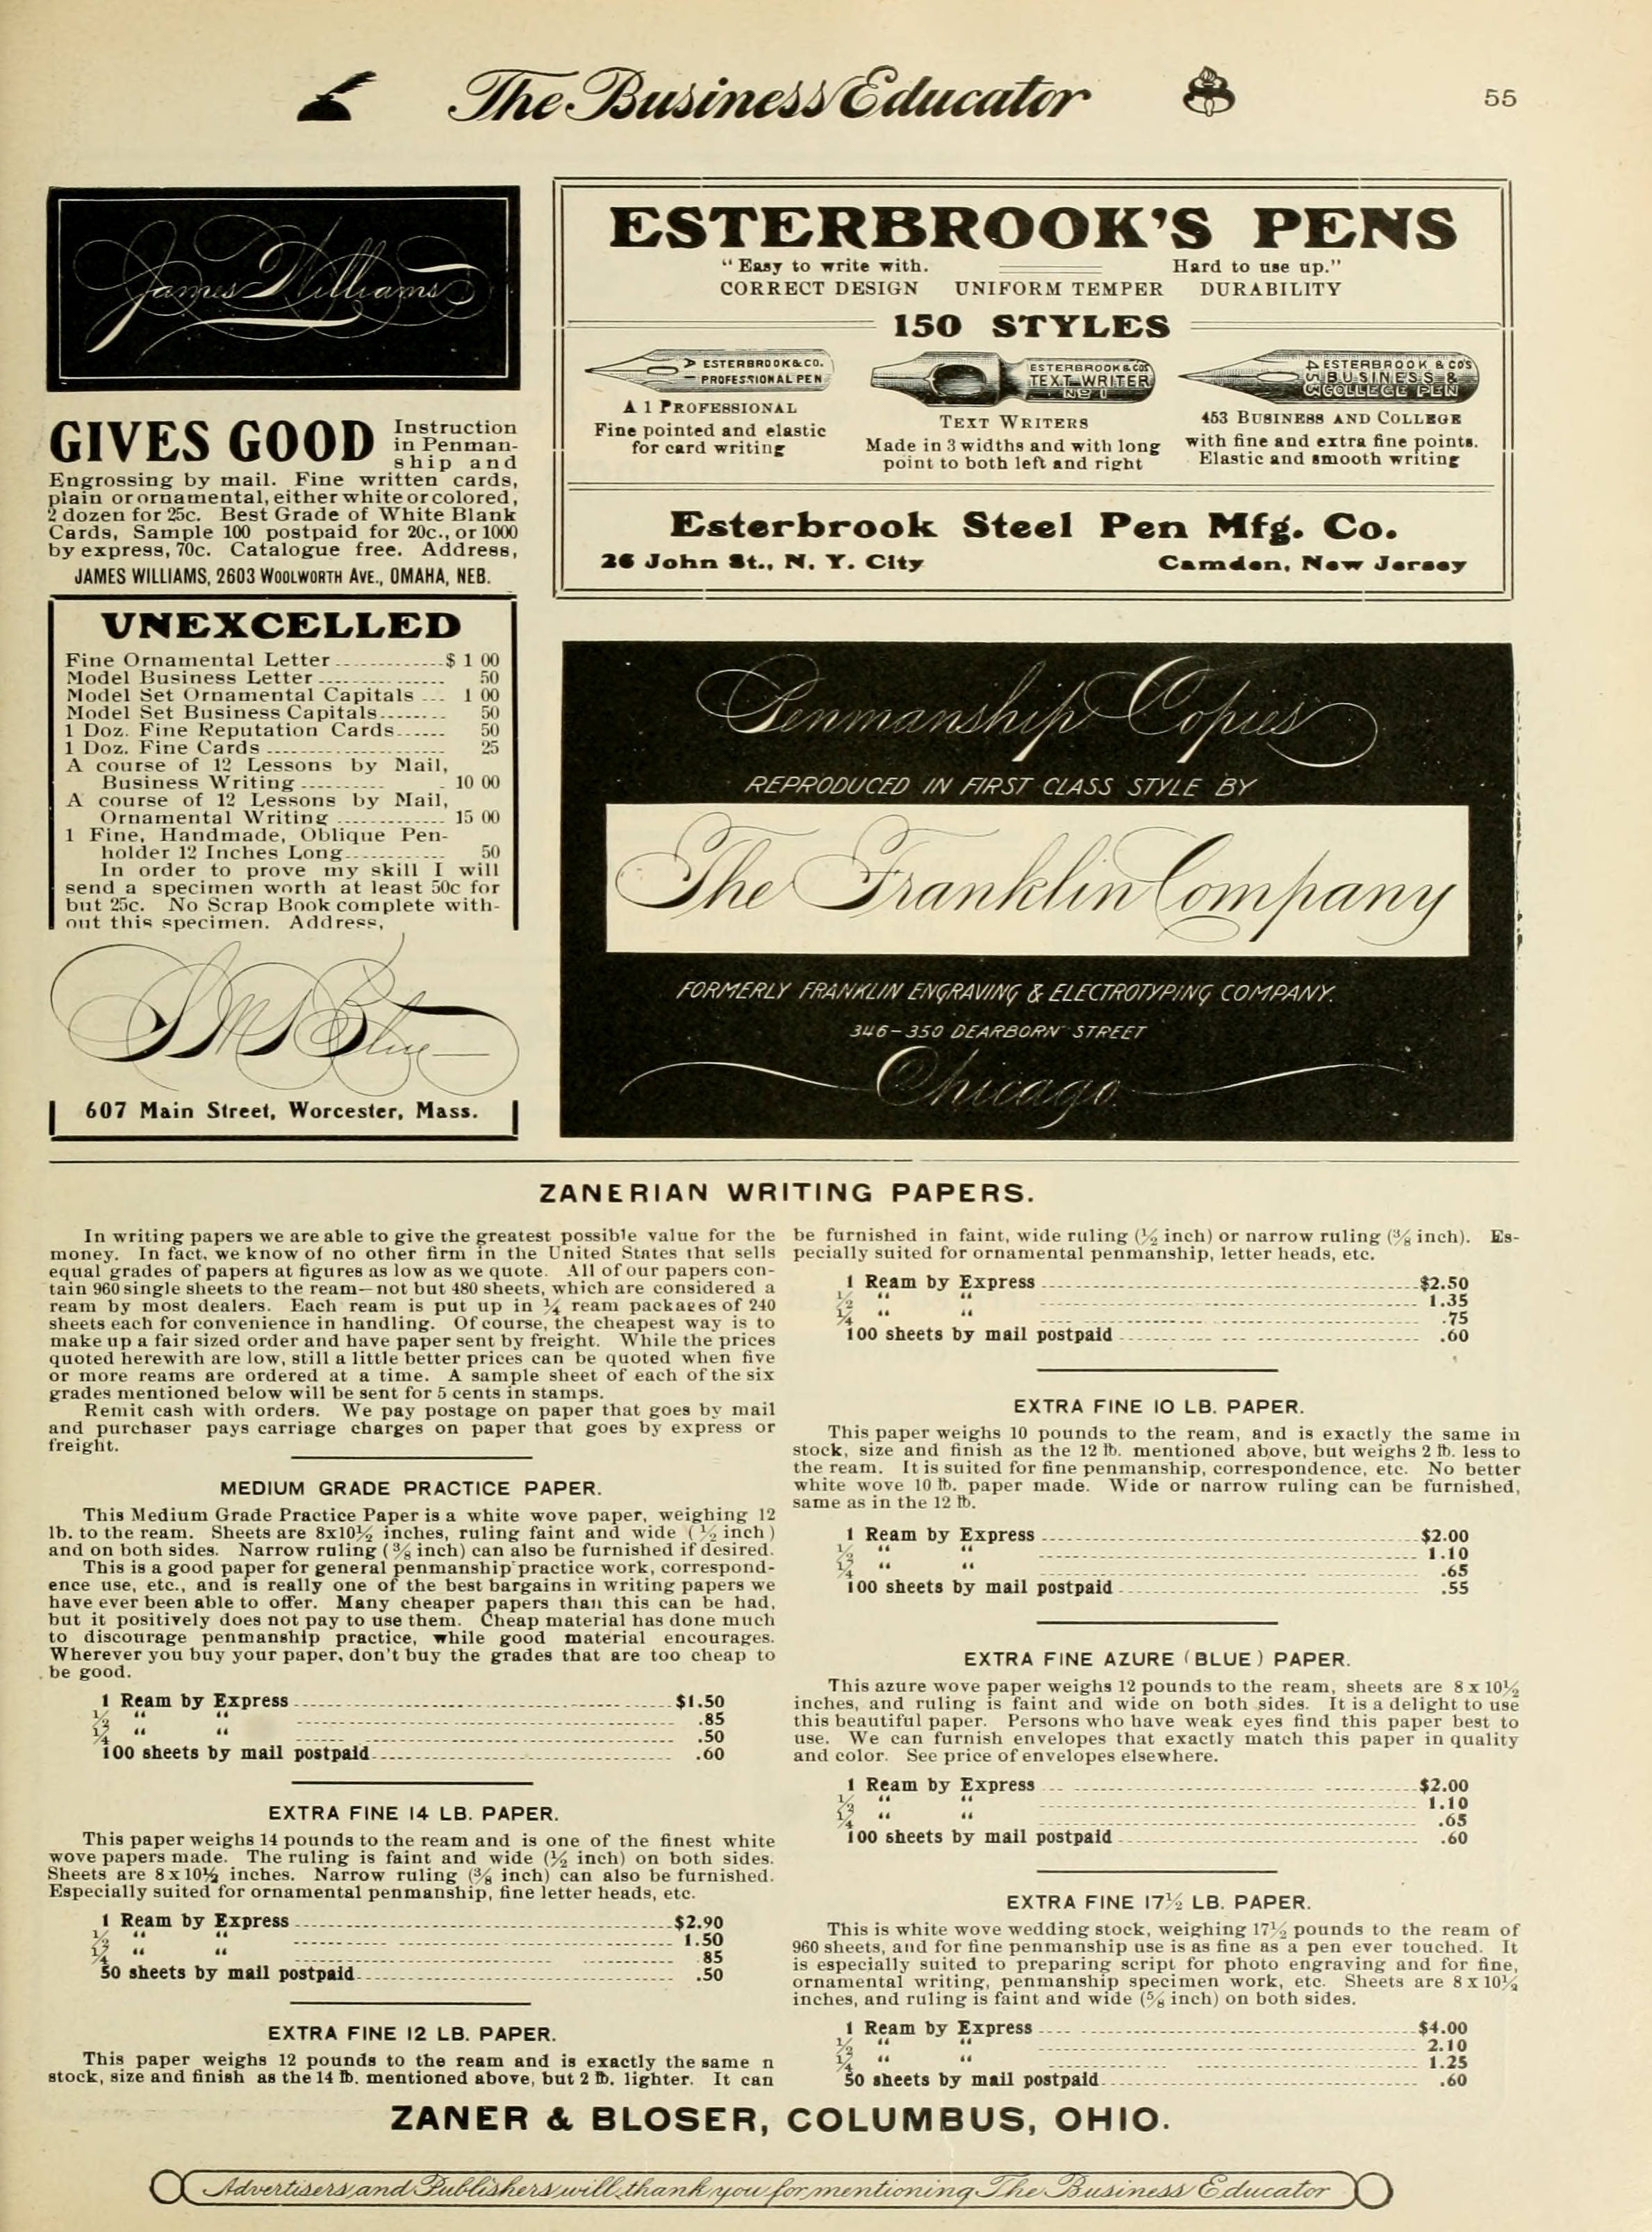 The Business Educator
55
James Williams
GIVES GOOD Instruction
in Penman-
ship and
Engrossing by mail. Fine written cards,
plain or ornamental, either white or colored,
2 dozen for 25c. Best Grade of White Blank
Cards, Sample 100 postpaid for 20c., or 1000
by express, 70c. Catalogue free. Address,
JAMES WILLIAMS, 2603 WOOLWORTH AVE., OMAHA, NEB.
UNEXCELLED
Fine Ornamental Letter $ 1 00
Model Business Letter 50
Model Set Ornamental Capitals 1 00
Model Set Business Capitals 50
1 Doz. Fine Reputation Cards 50
1 Doz. Fine Cards 25
A course of 12 Lessons by Mail,
Business Writing 10 00
A course of 12 Lessons by Mail,
Ornamental Writing 15 00
1 Fine, Handmade, Oblique Pen-
holder 12 Inches Long 50
In order to prove my skill I will
send a specimen worth at least 50c for
but 25c. No Scrap Book complete with-
out this specimen. Address,
S M Blue
607 Main Street, Worcester, Mass.
ESTERBROOK'S PENS
"Easy to write with. Hard to use up."
CORRECT DESIGN UNIFORM TEMPER DURABILITY
150 STYLES
ESTERBROOK & CO.
PROFESSIONAL PEN
A 1 PROFESSIONAL
Fine pointed and elastic
for card writing
ESTERBROOK & COS
TEXT WRITER
No 1
TEXT WRITERS
Made in 3 widths and with long
point to both left and right
ESTERBROOK & CO'S
BUSINESS &
COLLEGE PEN
453 BUSINESS AND COLLEGE
with fine and extra fine points.
Elastic and smooth writing
Esterbrook Steel Pen Mfg. Co.
26 John St., N. Y. City Camden, New Jersey
Penmanship Copies
REPRODUCED IN FIRST CLASS STYLE BY
The Franklin Company
FORMERLY FRANKLIN ENGRAVING & ELECTROTYPING COMPANY.
346-350 DEARBORN STREET
Chicago.
ZANERIAN WRITING PAPERS.
In writing papers we are able to give the greatest possible value for the
money. In fact, we know of no other firm in the United States that sells
equal grades of papers at figures as low as we quote. All of our papers con-
tain 960 single sheets to the ream—not but 480 sheets, which are considered a
ream by most dealers. Each ream is put up in ¼ ream packages of 240
sheets each for convenience in handling. Of course, the cheapest way is to
make up a fair sized order and have paper sent by freight. While the prices
quoted herewith are low, still a little better prices can be quoted when five
or more reams are ordered at a time. A sample sheet of each of the six
grades mentioned below will be sent for 5 cents in stamps.
Remit cash with orders. We pay postage on paper that goes by mail
and purchaser pays carriage charges on paper that goes by express or
freight.
MEDIUM GRADE PRACTICE PAPER.
This Medium Grade Practice Paper is a white wove paper, weighing 12
lb. to the ream. Sheets are 8x10½ inches, ruling faint and wide (½ inch)
and on both sides. Narrow ruling (⅜ inch) can also be furnished if desired.
This is a good paper for general penmanship practice work, correspond-
ence use, etc., and is really one of the best bargains in writing papers we
have ever been able to offer. Many cheaper papers than this can be had,
but it positively does not pay to use them. Cheap material has done much
to discourage penmanship practice, while good material encourages.
Wherever you buy your paper, don't buy the grades that are too cheap to
be good.
1 Ream by Express $1.50
½ " " .85
¼ " " .50
100 sheets by mail postpaid .60
EXTRA FINE 14 LB. PAPER.
This paper weighs 14 pounds to the ream and is one of the finest white
wove papers made. The ruling is faint and wide (½ inch) on both sides.
Sheets are 8x10½ inches. Narrow ruling (⅜ inch) can also be furnished.
Especially suited for ornamental penmanship, fine letter heads, etc.
1 Ream by Express $2.90
½ " " 1.50
¼ " " 85
50 sheets by mail postpaid .50
EXTRA FINE 12 LB. PAPER.
This paper weighs 12 pounds to the ream and is exactly the same n
stock, size and finish as the 14 lb. mentioned above, but 2 lb. lighter. It can
be furnished in faint, wide ruling (½ inch) or narrow ruling (⅜ inch). Es-
pecially suited for ornamental penmanship, letter heads, etc.
1 Ream by Express $2.50
½ " " 1.35
¼ " " .75
100 sheets by mail postpaid .60
EXTRA FINE 10 LB. PAPER.
This paper weighs 10 pounds to the ream, and is exactly the same in
stock, size and finish as the 12 lb. mentioned above, but weighs 2 lb. less to
the ream. It is suited for fine penmanship, correspondence, etc. No better
white wove 10 lb. paper made. Wide or narrow ruling can be furnished,
same as in the 12 lb.
1 Ream by Express $2.00
½ " " 1.10
¼ " " .65
100 sheets by mail postpaid .55
EXTRA FINE AZURE (BLUE) PAPER.
This azure wove paper weighs 12 pounds to the ream, sheets are 8 x 10½
inches, and ruling is faint and wide on both sides. It is a delight to use
this beautiful paper. Persons who have weak eyes find this paper best to
use. We can furnish envelopes that exactly match this paper in quality
and color. See price of envelopes elsewhere.
1 Ream by Express $2.00
½ " " 1.10
¼ " " .65
100 sheets by mail postpaid .60
EXTRA FINE 17½ LB. PAPER.
This is white wove wedding stock, weighing 17½ pounds to the ream of
960 sheets, and for fine penmanship use is as fine as a pen ever touched. It
is especially suited to preparing script for photo engraving and for fine,
ornamental writing, penmanship specimen work, etc. Sheets are 8 x 10½
inches, and ruling is faint and wide (⅝ inch) on both sides.
1 Ream by Express $4.00
½ " " 2.10
¼ " " 1.25
50 sheets by mail postpaid .60
ZANER & BLOSER, COLUMBUS, OHIO.
Advertisers and Publishers will thank you for mentioning The Business Educator